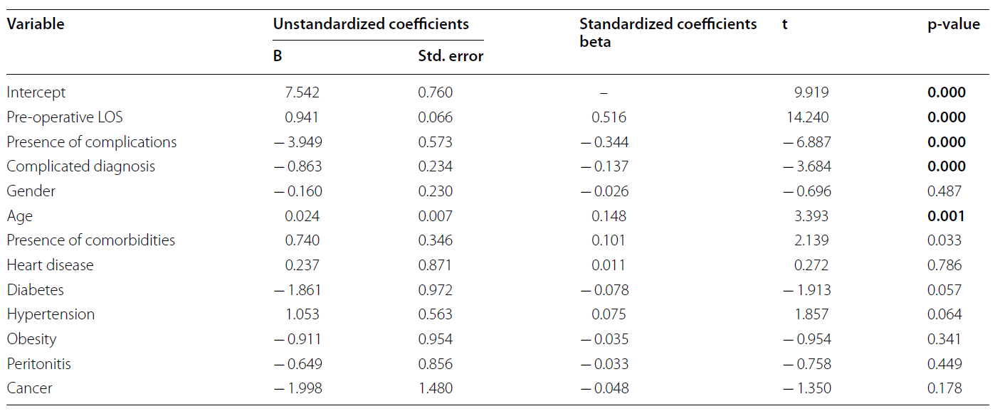 Variable Unstandardized coefficients Standardized coefficients beta t p-value
B Std. error
Intercept 7.542 0.760 – 9.919 0.000
Pre-operative LOS 0.941 0.066 0.516 14.240 0.000
Presence of complications − 3.949 0.573 − 0.344 − 6.887 0.000
Complicated diagnosis − 0.863 0.234 − 0.137 − 3.684 0.000
Gender − 0.160 0.230 − 0.026 − 0.696 0.487
Age 0.024 0.007 0.148 3.393 0.001
Presence of comorbidities 0.740 0.346 0.101 2.139 0.033
Heart disease 0.237 0.871 0.011 0.272 0.786
Diabetes − 1.861 0.972 − 0.078 − 1.913 0.057
Hypertension 1.053 0.563 0.075 1.857 0.064
Obesity − 0.911 0.954 − 0.035 − 0.954 0.341
Peritonitis − 0.649 0.856 − 0.033 − 0.758 0.449
Cancer − 1.998 1.480 − 0.048 − 1.350 0.178